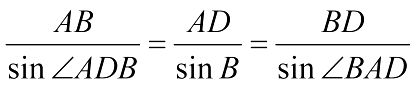 AB/sin ∠ADB = AD/sin B = BD/sin ∠BAD